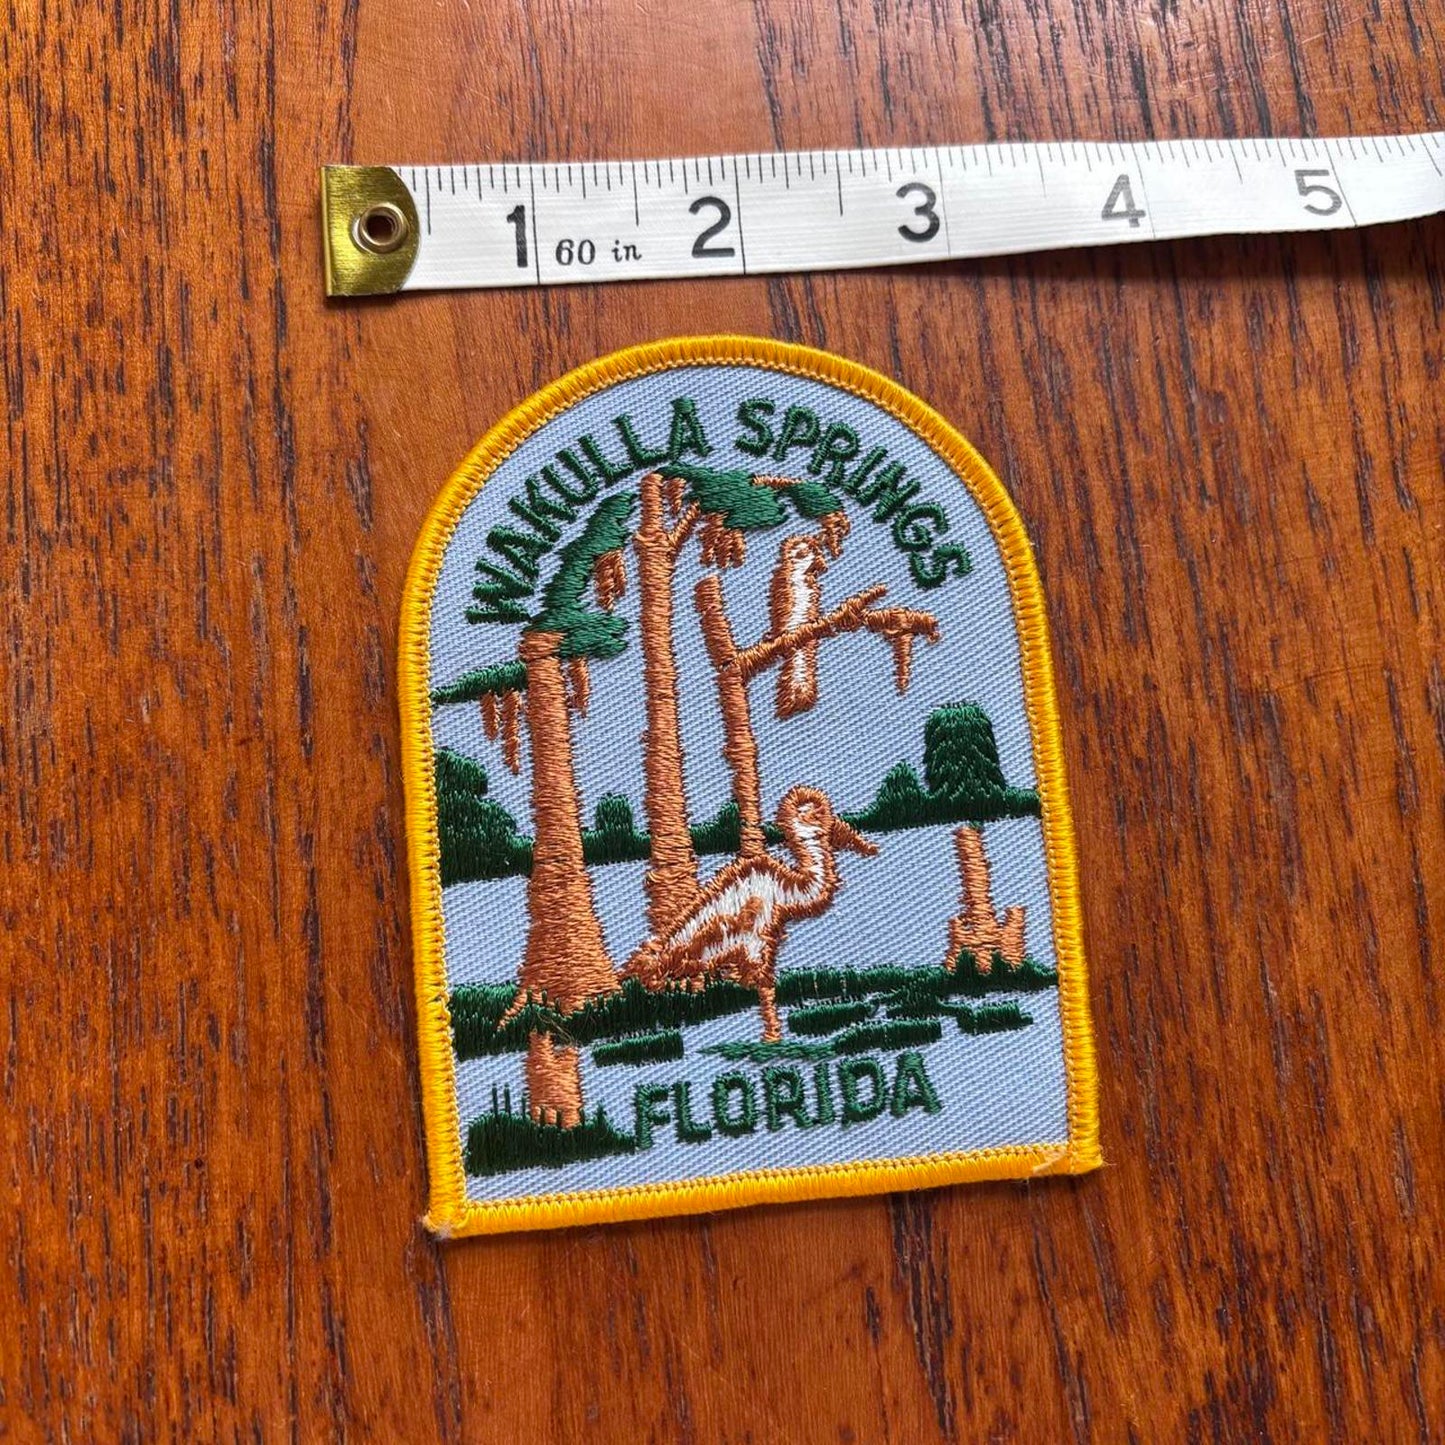 1 60 in 2 3 4 5
WAKULLA SPRINGS
FLORIDA